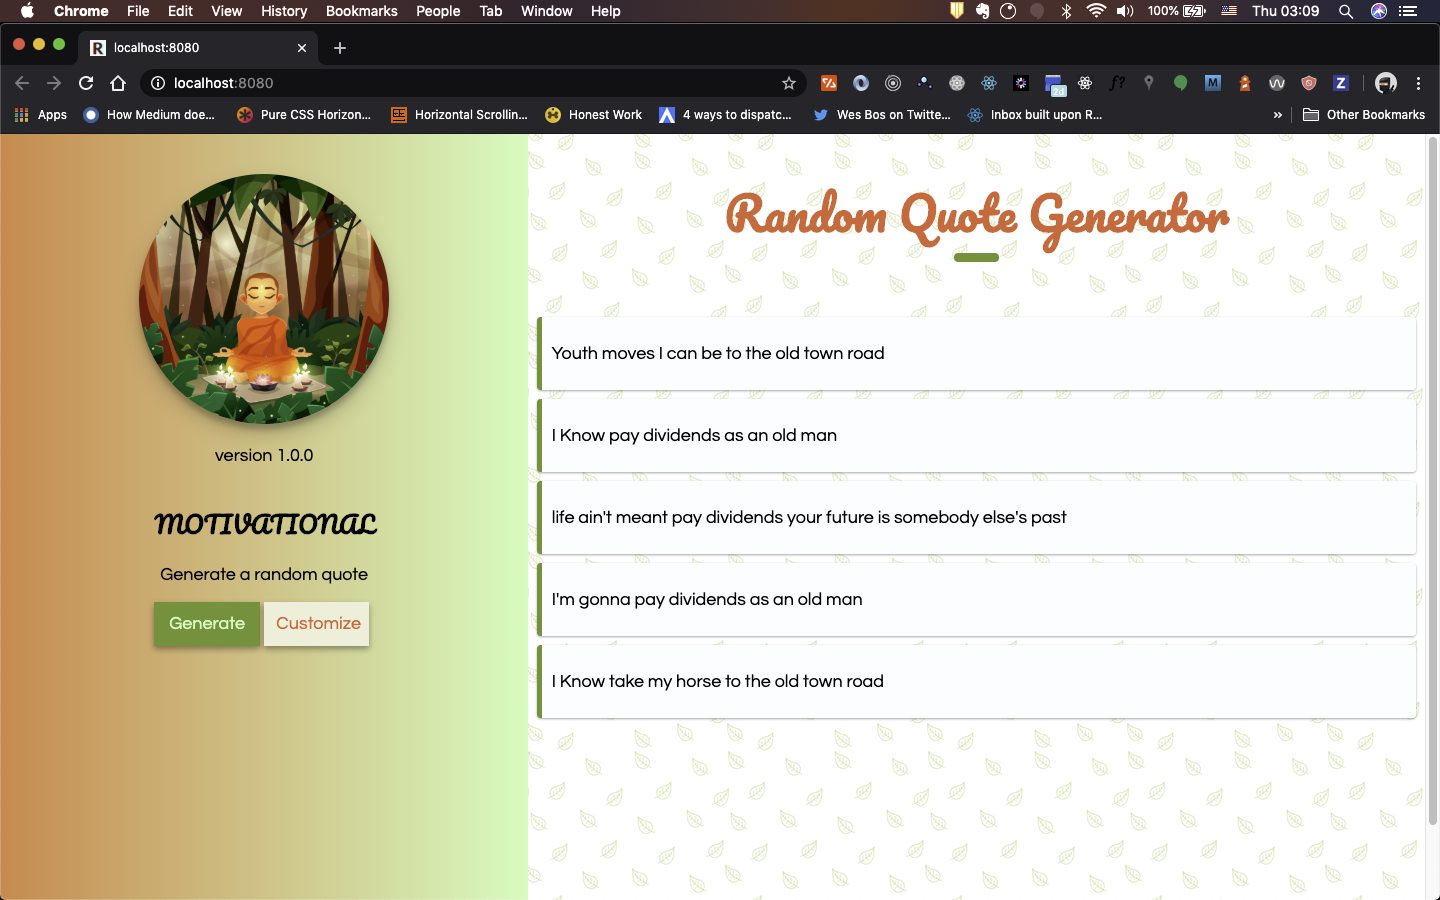 Chrome File Edit View History Bookmarks People Tab Window Help 100% Thu 03:09
R localhost:8080
localhost:8080 2d f? M W Z
Apps How Medium doe... Pure CSS Horizon... Horizontal Scrollin... Honest Work 4 ways to dispatc... Wes Bos on Twitte... Inbox built upon R... » Other Bookmarks
Random Quote Generator
Youth moves I can be to the old town road
I Know pay dividends as an old man
life ain't meant pay dividends your future is somebody else's past
I'm gonna pay dividends as an old man
I Know take my horse to the old town road
version 1.0.0
MOTIVATIONAL
Generate a random quote
Generate Customize